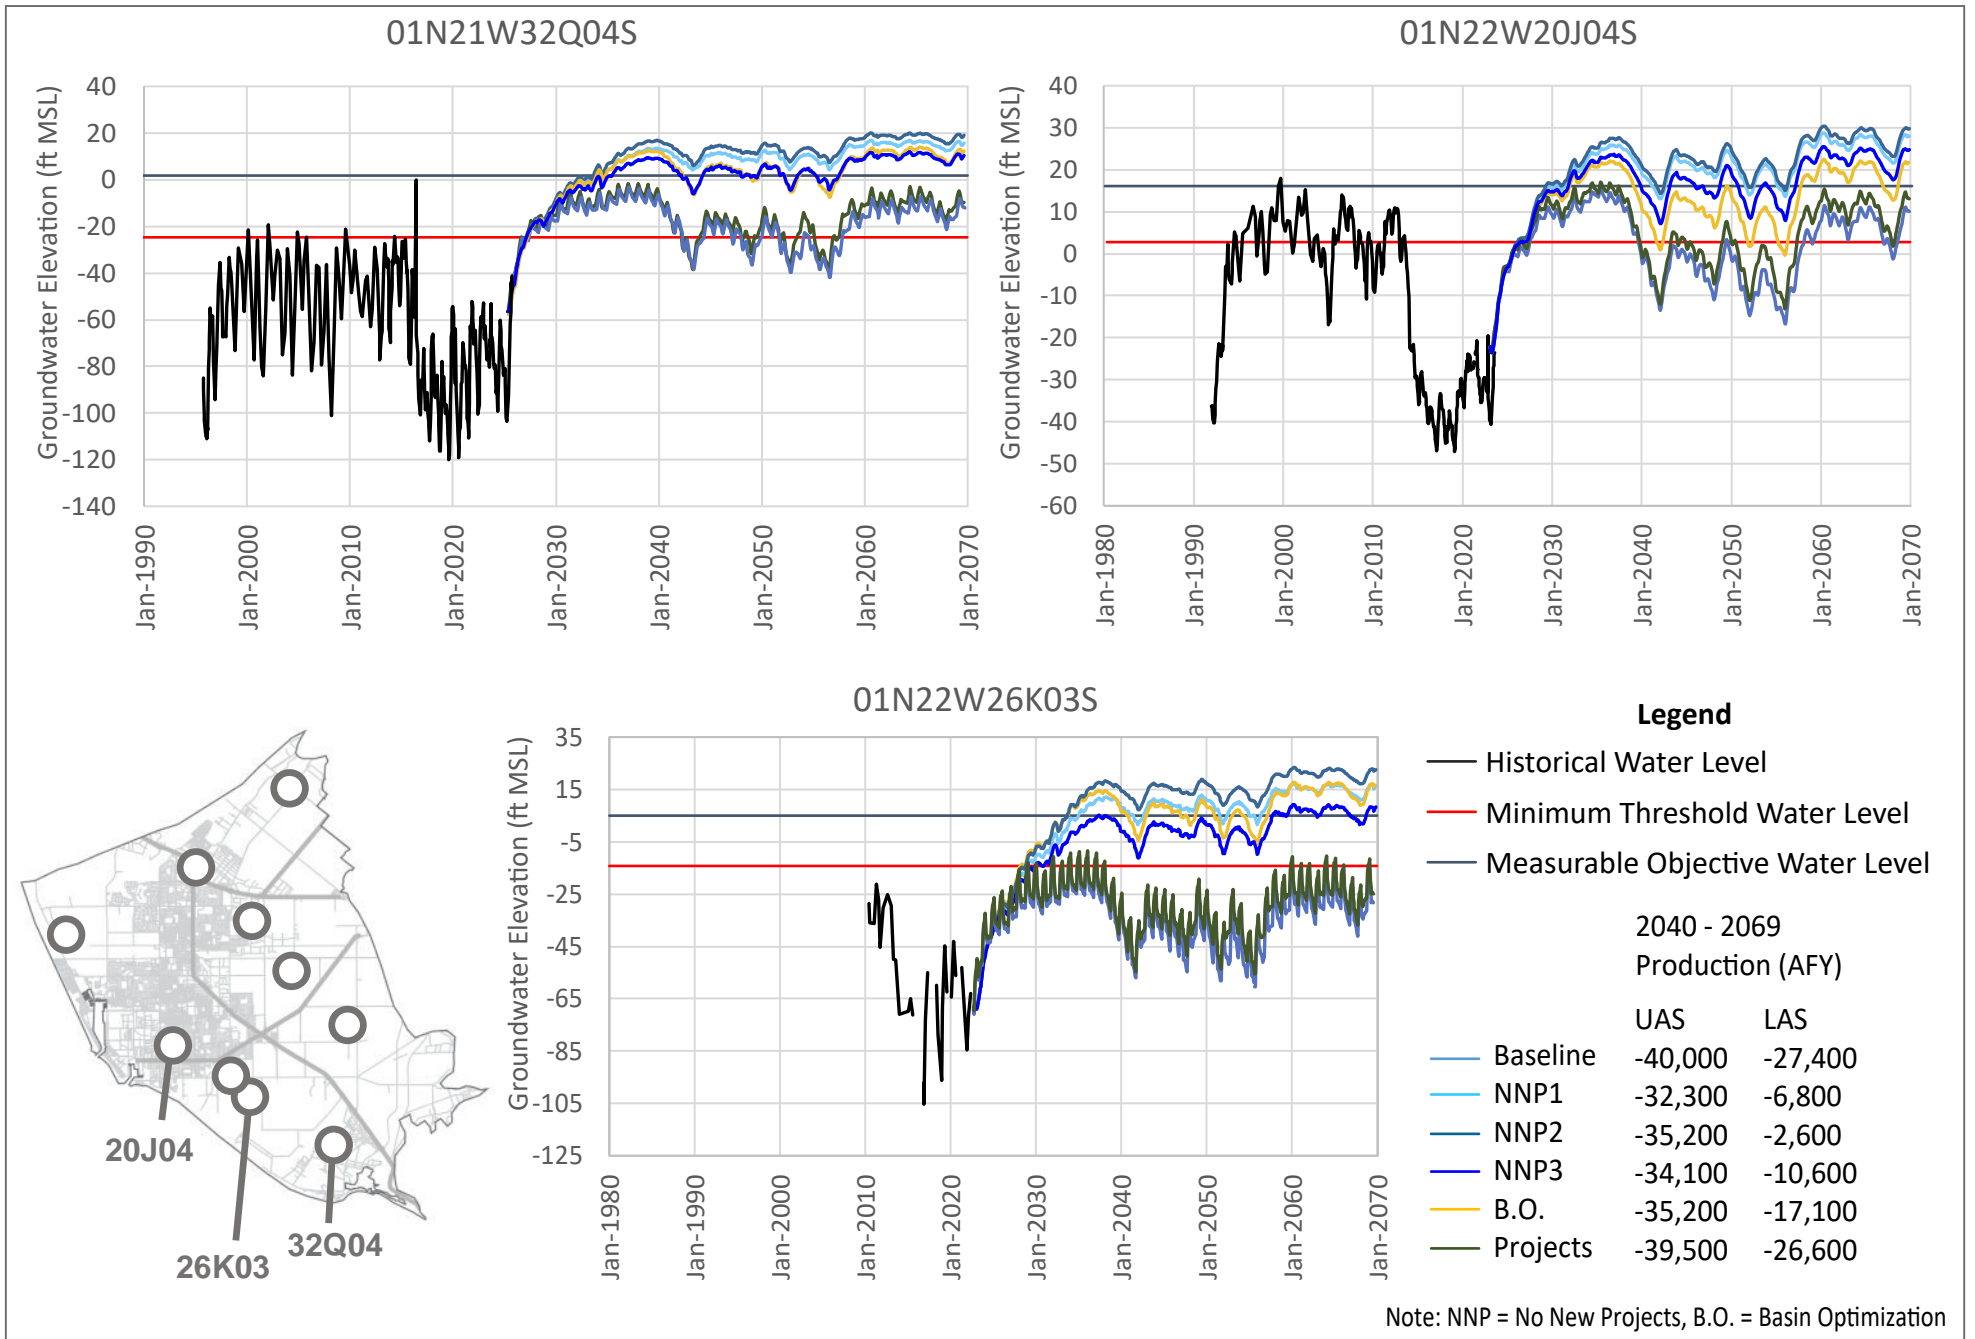 01N21W32Q04S
Groundwater Elevation (ft MSL)
40
20
0
-20
-40
-60
-80
-100
-120
-140
Jan-1990
Jan-2000
Jan-2010
Jan-2020
Jan-2030
Jan-2040
Jan-2050
Jan-2060
Jan-2070
01N22W20J04S
Groundwater Elevation (ft MSL)
40
30
20
10
0
-10
-20
-30
-40
-50
-60
Jan-1980
Jan-1990
Jan-2000
Jan-2010
Jan-2020
Jan-2030
Jan-2040
Jan-2050
Jan-2060
Jan-2070
20J04
26K03
32Q04
01N22W26K03S
Groundwater Elevation (ft MSL)
35
15
-5
-25
-45
-65
-85
-105
-125
Jan-1980
Jan-1990
Jan-2000
Jan-2010
Jan-2020
Jan-2030
Jan-2040
Jan-2050
Jan-2060
Jan-2070
Legend
Historical Water Level
Minimum Threshold Water Level
Measurable Objective Water Level
2040 - 2069
Production (AFY)
UAS LAS
Baseline -40,000 -27,400
NNP1 -32,300 -6,800
NNP2 -35,200 -2,600
NNP3 -34,100 -10,600
B.O. -35,200 -17,100
Projects -39,500 -26,600
Note: NNP = No New Projects, B.O. = Basin Optimization